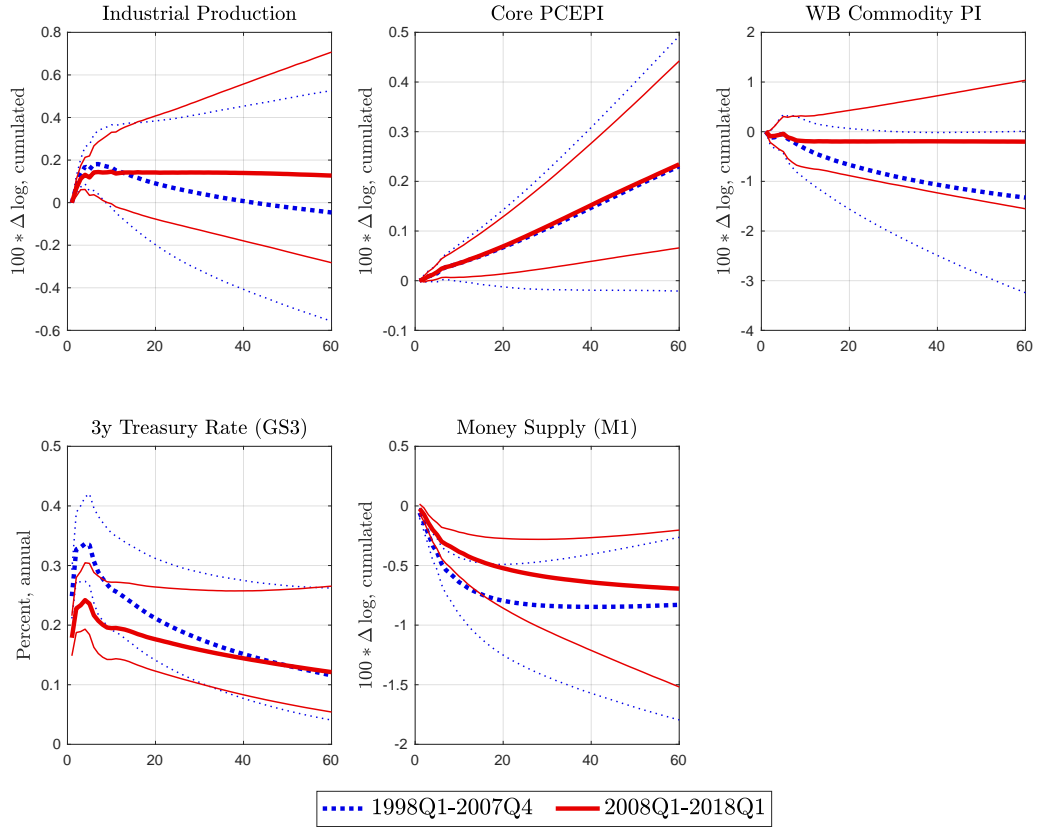 Industrial Production
Core PCEPI
WB Commodity PI
100 * Δ log, cumulated
0.8
0.6
0.4
0.2
0
-0.2
-0.4
-0.6
0 20 40 60
100 * Δ log, cumulated
0.5
0.4
0.3
0.2
0.1
0
-0.1
0 20 40 60
100 * Δ log, cumulated
2
1
0
-1
-2
-3
-4
0 20 40 60
3y Treasury Rate (GS3)
Money Supply (M1)
Percent, annual
0.5
0.4
0.3
0.2
0.1
0
0 20 40 60
100 * Δ log, cumulated
0.5
0
-0.5
-1
-1.5
-2
0 20 40 60
1998Q1-2007Q4
2008Q1-2018Q1